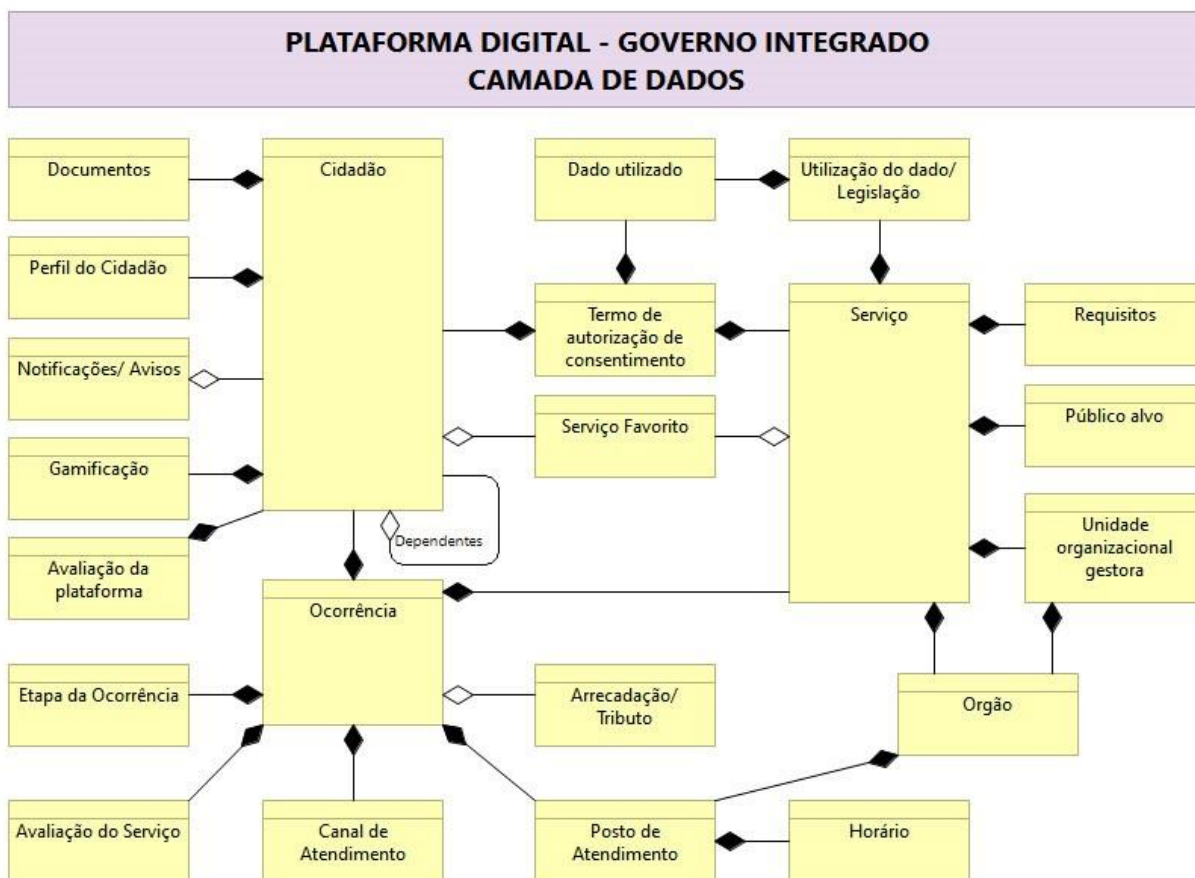 PLATAFORMA DIGITAL - GOVERNO INTEGRADO
CAMADA DE DADOS
Documentos
Cidadão
Dado utilizado
Utilização do dado/
Legislação
Perfil do Cidadão
Termo de
autorização de
consentimento
Serviço
Requisitos
Notificações/ Avisos
Serviço Favorito
Público alvo
Gamificação
Dependentes
Unidade
organizacional
gestora
Avaliação da
plataforma
Ocorrência
Etapa da Ocorrência
Arrecadação/
Tributo
Orgão
Avaliação do Serviço
Canal de
Atendimento
Posto de
Atendimento
Horário